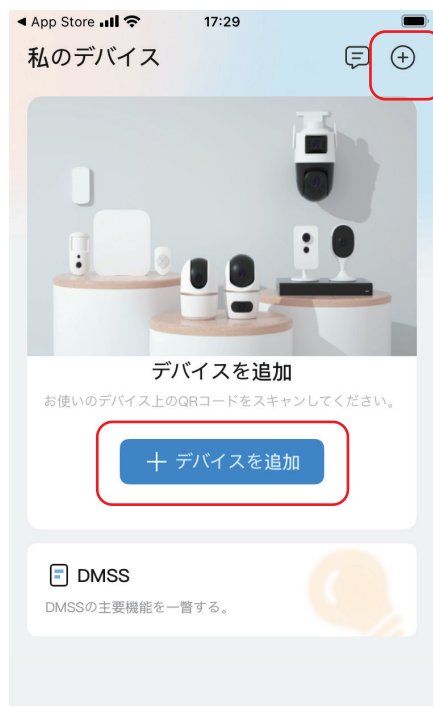 ◀ App Store 17:29
私のデバイス
デバイスを追加
お使いのデバイス上のQRコードをスキャンしてください。
＋ デバイスを追加
DMSS
DMSSの主要機能を一瞥する。